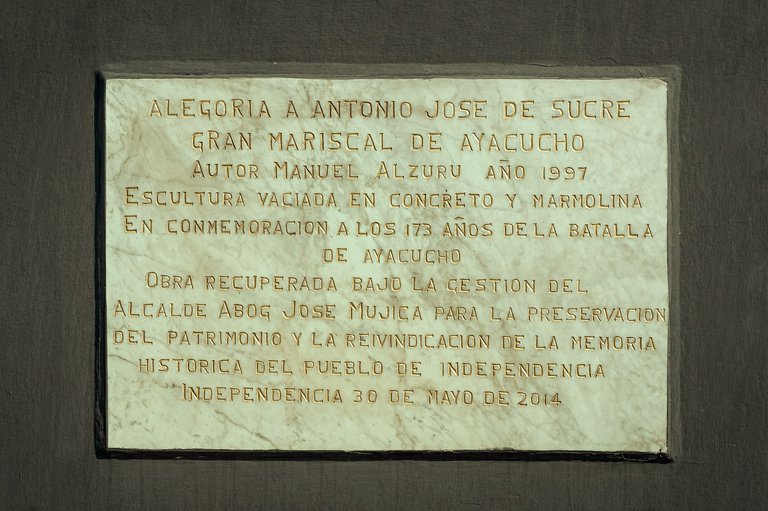 ALEGORIA A ANTONIO JOSE DE SUCRE
GRAN MARISCAL DE AYACUCHO
AUTOR MANUEL ALZURU AÑO 1997
ESCULTURA VACIADA EN CONCRETO Y MARMOLINA
EN CONMEMORACION A LOS 173 AÑOS DE LA BATALLA
DE AYACUCHO
OBRA RECUPERADA BAJO LA GESTION DEL
ALCALDE ABOG JOSE MUJICA PARA LA PRESERVACION
DEL PATRIMONIO Y LA REIVINDICACION DE LA MEMORIA
HISTORICA DEL PUEBLO DE INDEPENDENCIA
INDEPENDENCIA 30 DE MAYO DE 2014